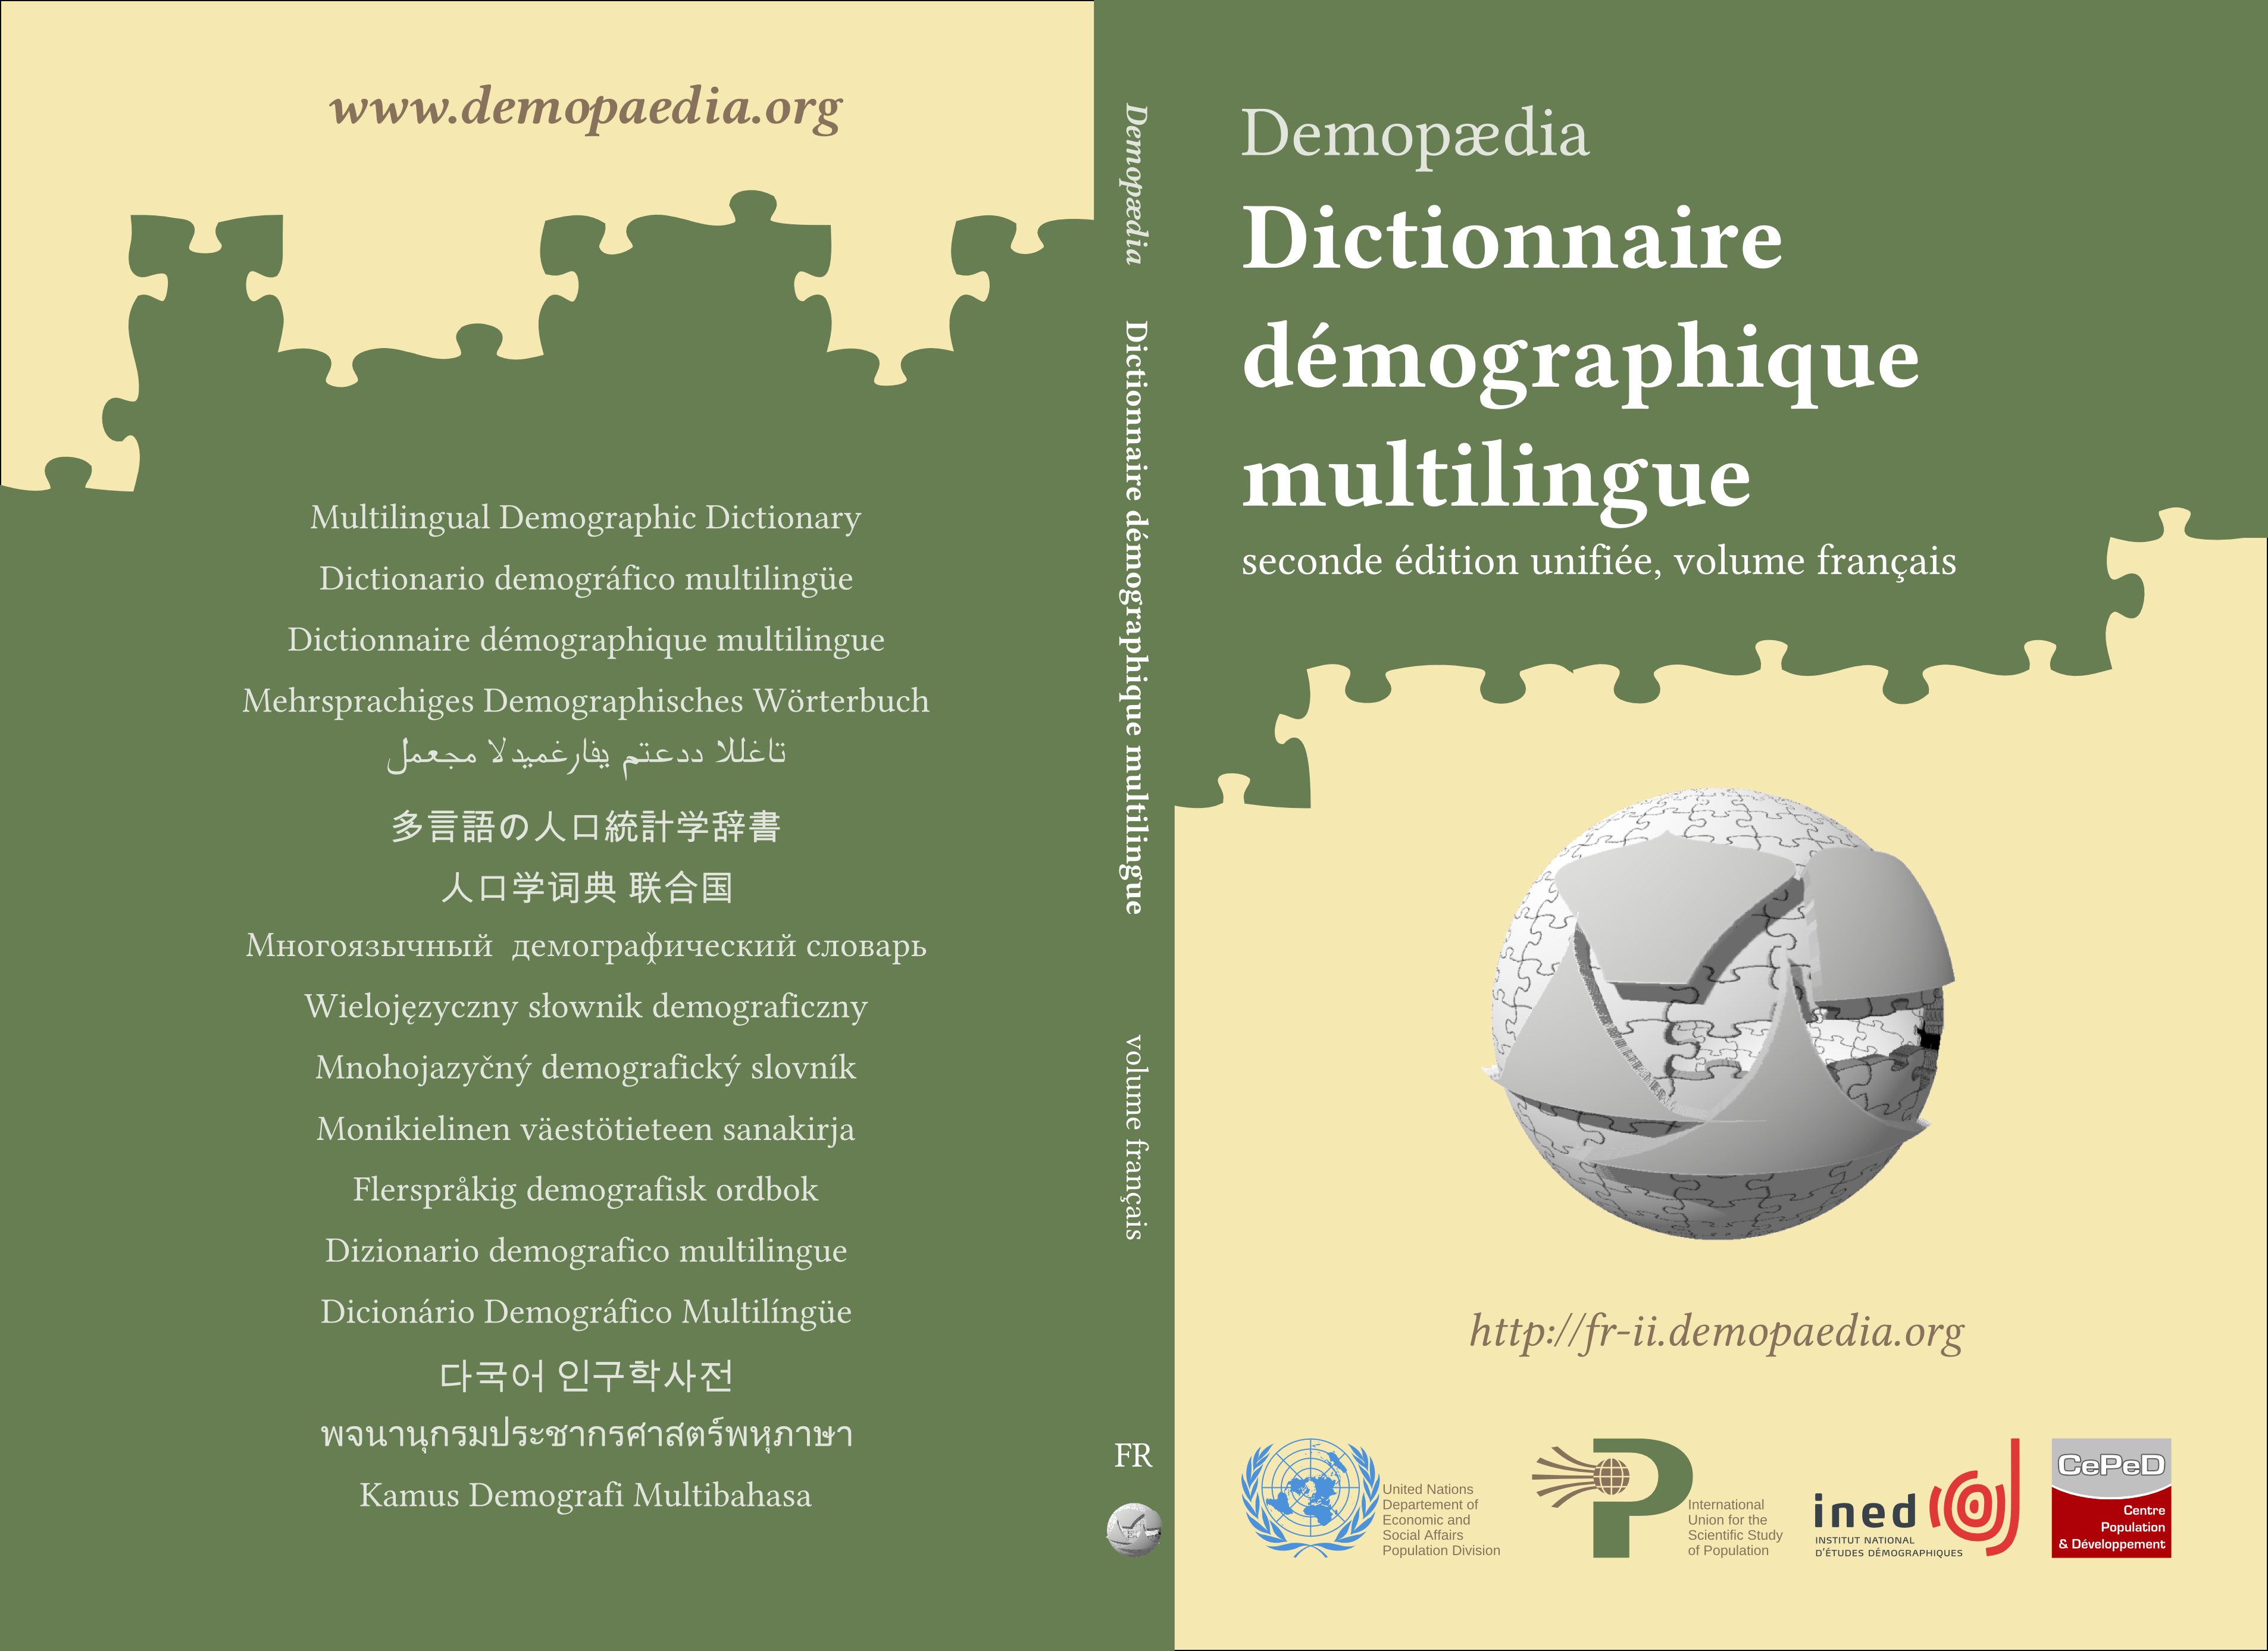 www.demopaedia.org
Multilingual Demographic Dictionary
Dictionario demográfico multilingüe
Dictionnaire démographique multilingue
Mehrsprachiges Demographisches Wörterbuch
تاغللا ددعتم يفارغميدلا مجعمل
多言語の人口統計学辞書
人口学词典 联合国
Многоязычный демографический словарь
Wielojęzyczny słownik demograficzny
Mnohojazyčný demografický slovník
Monikielinen väestötieteen sanakirja
Flerspråkig demografisk ordbok
Dizionario demografico multilingue
Dicionário Demográfico Multilíngüe
다국어 인구학사전
พจนานุกรมประชากรศาสตร์พหุภาษา
Kamus Demografi Multibahasa
Demopædia Dictionnaire démographique multilingue volume français
FR
Demopædia
Dictionnaire
démographique
multilingue
seconde édition unifiée, volume français
http://fr-ii.demopaedia.org
United Nations
Departement of
Economic and
Social Affairs
Population Division
International
Union for the
Scientific Study
of Population
ined
INSTITUT NATIONAL
D'ÉTUDES DÉMOGRAPHIQUES
CePeD
Centre
Population
& Développement